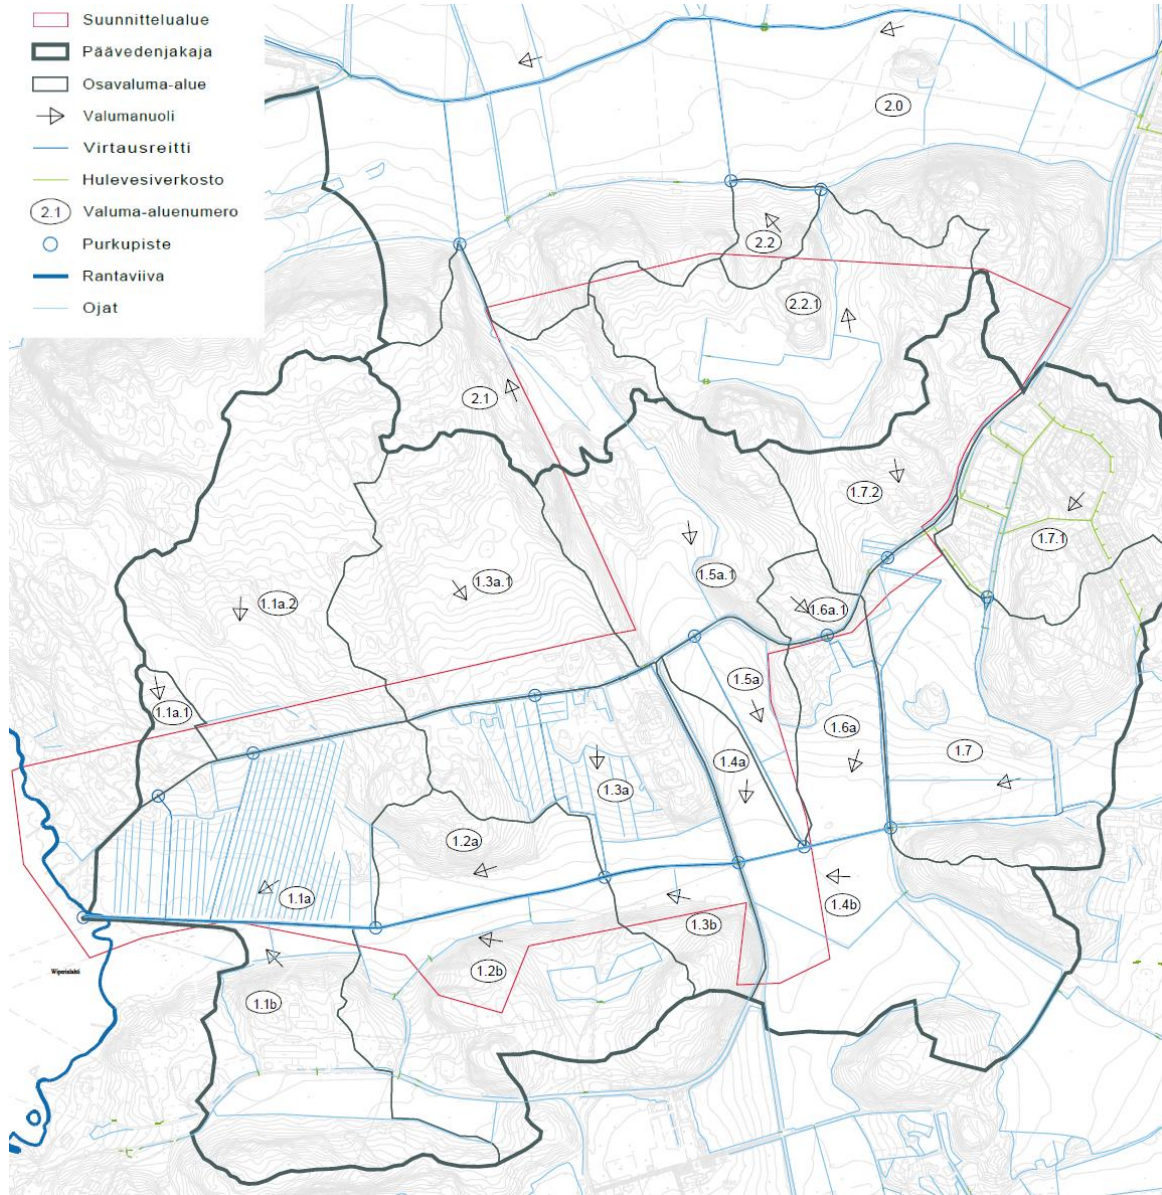 Suunnittelualue
Päävedenjakaja
Osavaluma-alue
Valumanuoli
Virtausreitti
Hulevesiverkosto
2.1 Valuma-aluenumero
Purkupiste
Rantaviiva
Ojat
2.0
2.2
2.2.1
2.1
1.7.2
1.7.1
1.3a.1
1.5a.1
1.1a.2
1.6a.1
1.5a
1.1a.1
1.6a
1.7
1.4a
1.3a
1.2a
1.1a
1.4b
1.3b
1.2b
1.1b